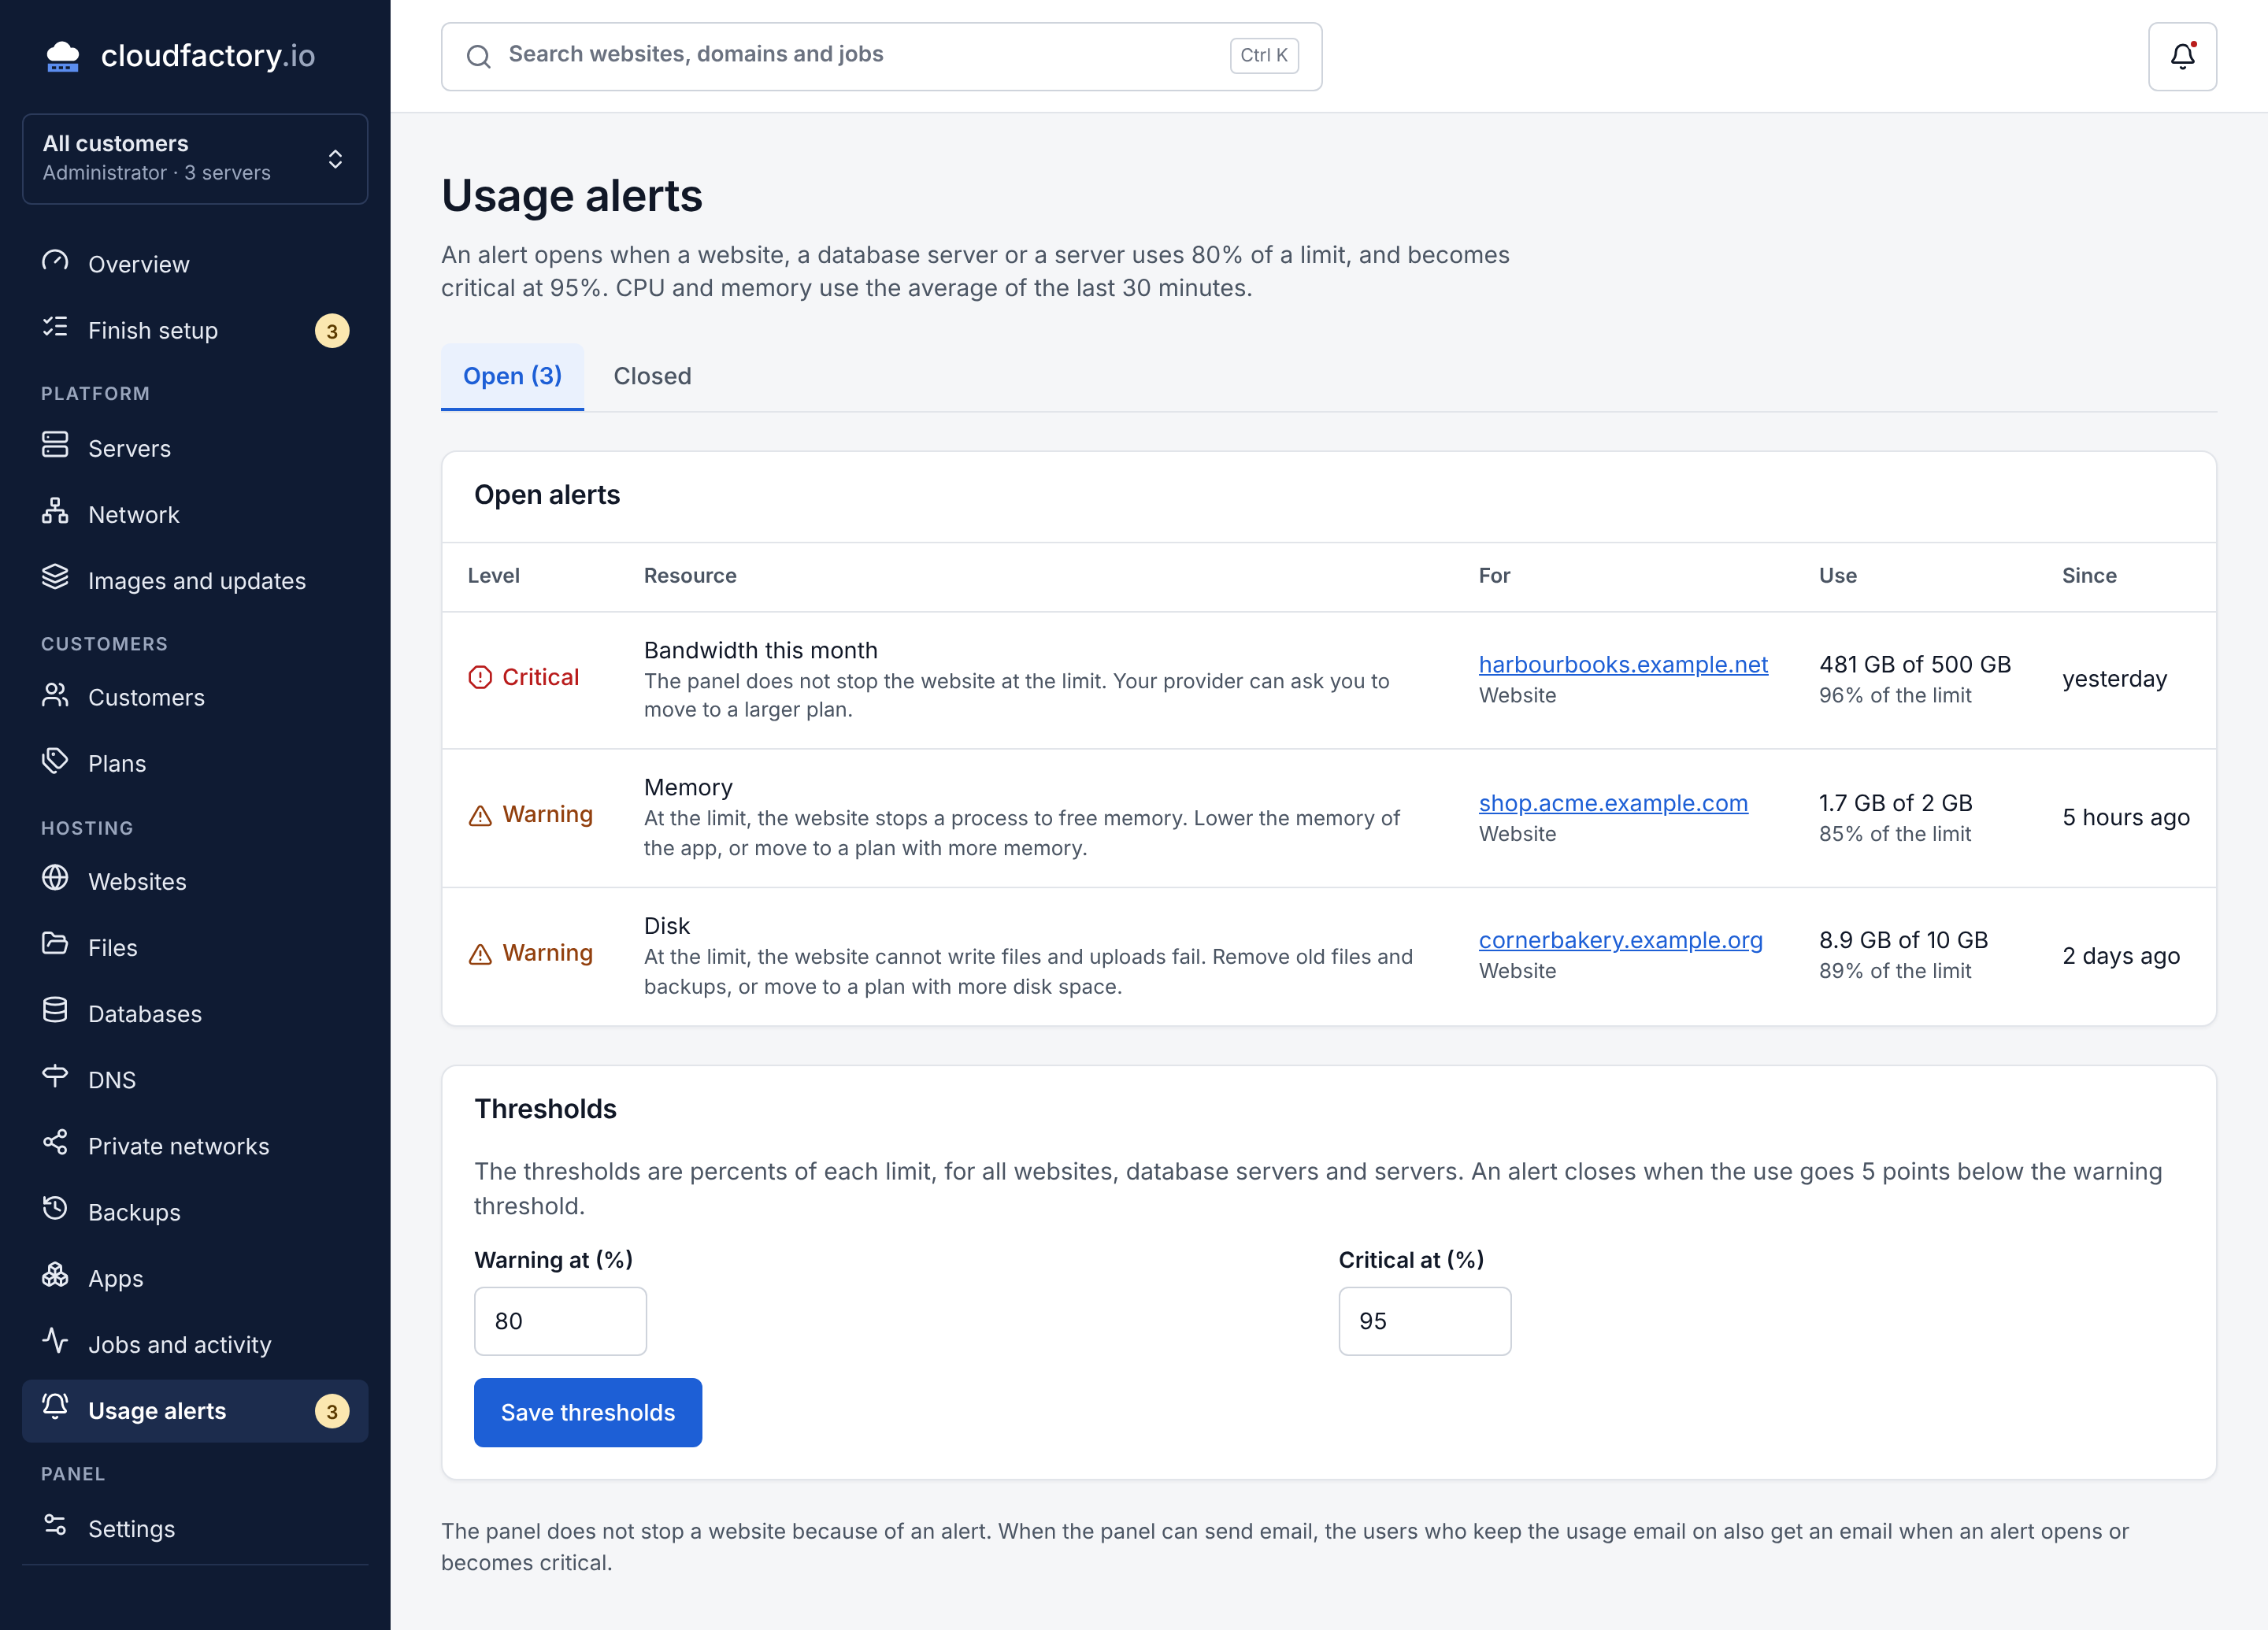 cloudfactory.io
All customers
Administrator · 3 servers
Overview
Finish setup 3
PLATFORM
Servers
Network
Images and updates
CUSTOMERS
Customers
Plans
HOSTING
Websites
Files
Databases
DNS
Private networks
Backups
Apps
Jobs and activity
Usage alerts 3
PANEL
Settings
Search websites, domains and jobs Ctrl K
Usage alerts
An alert opens when a website, a database server or a server uses 80% of a limit, and becomes
critical at 95%. CPU and memory use the average of the last 30 minutes.
Open (3) Closed
Open alerts
Level Resource For Use Since
Critical
Bandwidth this month
The panel does not stop the website at the limit. Your provider can ask you to
move to a larger plan.
harbourbooks.example.net
Website
481 GB of 500 GB
96% of the limit
yesterday
Warning
Memory
At the limit, the website stops a process to free memory. Lower the memory of
the app, or move to a plan with more memory.
shop.acme.example.com
Website
1.7 GB of 2 GB
85% of the limit
5 hours ago
Warning
Disk
At the limit, the website cannot write files and uploads fail. Remove old files and
backups, or move to a plan with more disk space.
cornerbakery.example.org
Website
8.9 GB of 10 GB
89% of the limit
2 days ago
Thresholds
The thresholds are percents of each limit, for all websites, database servers and servers. An alert closes when the use goes 5 points below the warning
threshold.
Warning at (%) Critical at (%)
80 95
Save thresholds
The panel does not stop a website because of an alert. When the panel can send email, the users who keep the usage email on also get an email when an alert opens or
becomes critical.